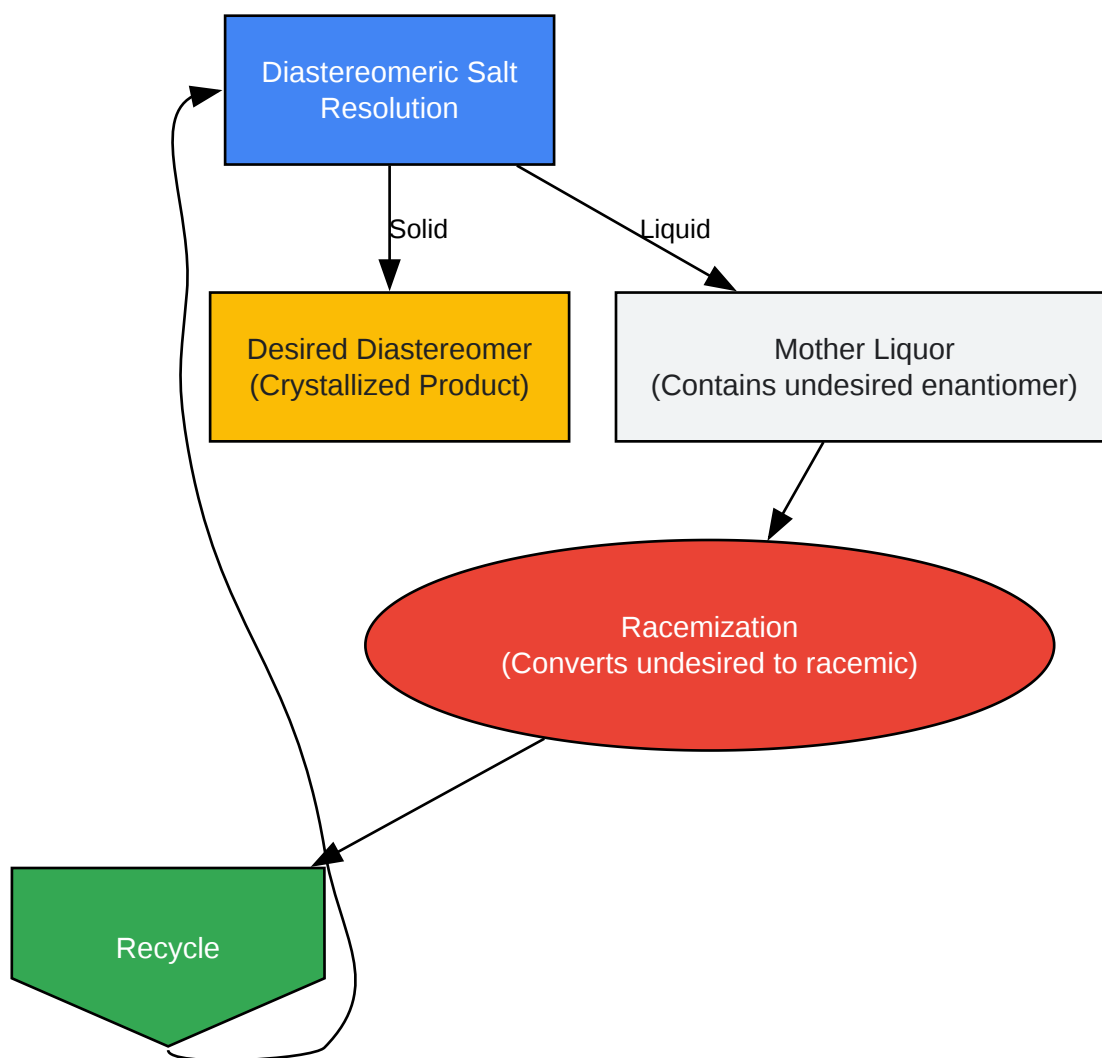 Diastereomeric Salt
Resolution
Solid
Liquid
Desired Diastereomer
(Crystallized Product)
Mother Liquor
(Contains undesired enantiomer)
Racemization
(Converts undesired to racemic)
Recycle